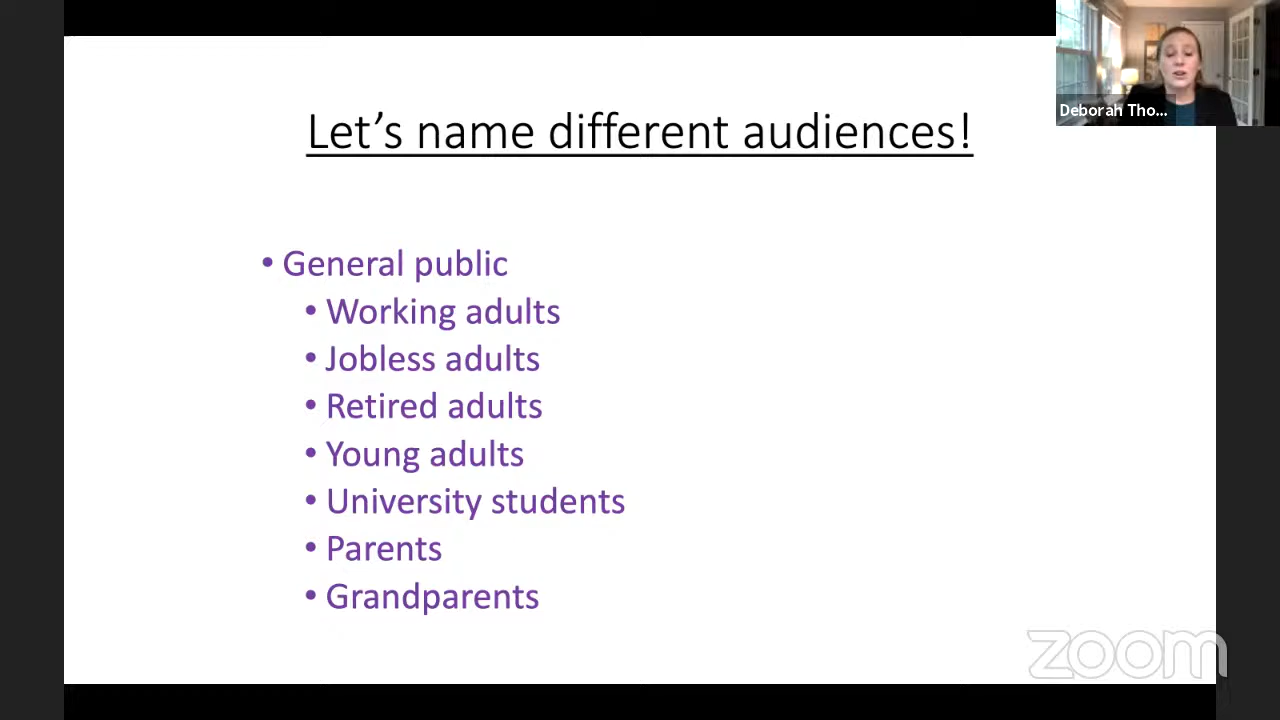 Let's name different audiences!
Deborah Tho...
• General public
• Working adults
• Jobless adults
• Retired adults
• Young adults
• University students
• Parents
• Grandparents
zoom